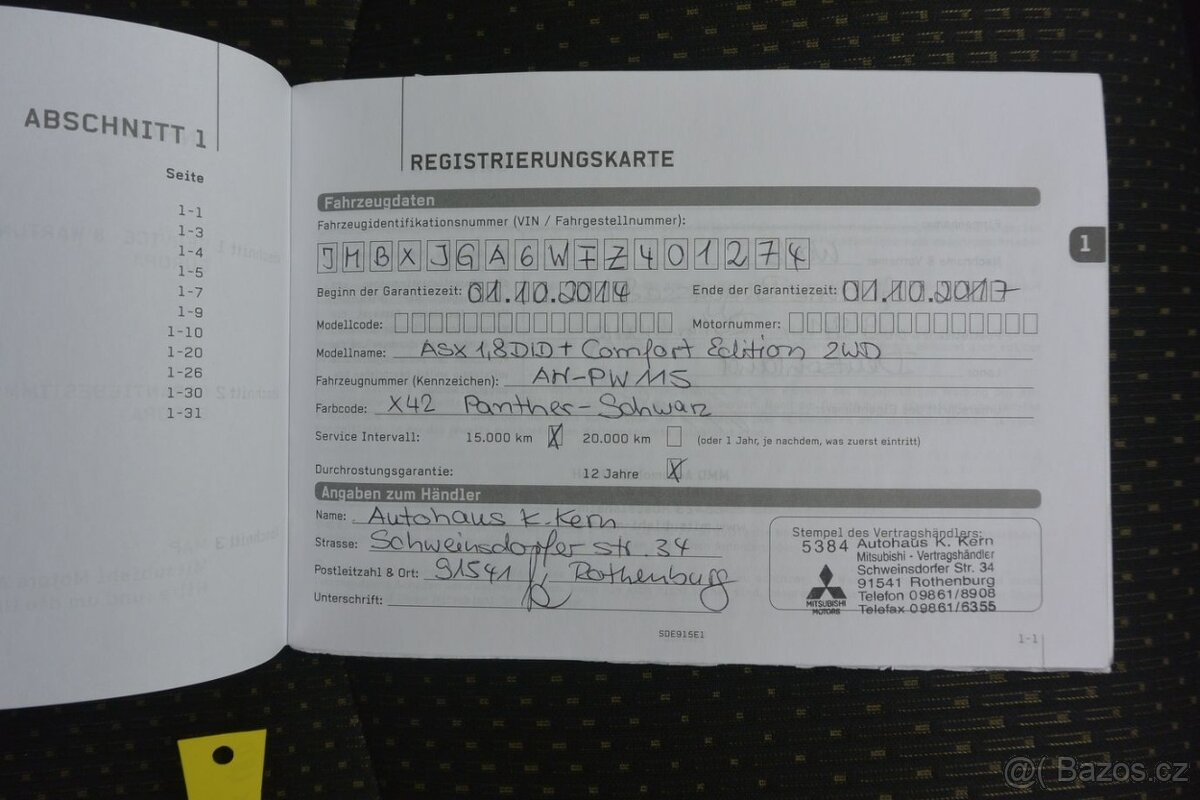 ABSCHNITT 1
Seite
1-1
1-3
1-4
1-5
1-7
1-9
1-10
1-20
1-26
1-30
1-31
REGISTRIERUNGSKARTE
Fahrzeugdaten
Fahrzeugidentifikationsnummer (VIN / Fahrgestellnummer):
JMBXJGA6WFZ401274
Beginn der Garantiezeit: 01.10.2014 Ende der Garantiezeit: 01.10.2017
Modellcode: Motornummer:
Modellname: ASX 1,8 DID+ Comfort Edition 2WD
Fahrzeugnummer (Kennzeichen): AN-PW 115
Farbcode: X42 Panther-Schwarz
Service Intervall: 15.000 km X 20.000 km (oder 1 Jahr, je nachdem, was zuerst eintritt)
Durchrostungsgarantie: 12 Jahre X
1
Angaben zum Händler
Name: Autohaus K. Kern
Strasse: Schweinsdorfer Str. 34
Postleitzahl & Ort: 91541 Rothenburg
Unterschrift:
Stempel des Vertragshändlers:
5384 Autohaus K. Kern
Mitsubishi - Vertragshändler
Schweinsdorfer Str. 34
91541 Rothenburg
Telefon 09861/8908
Telefax 09861/6355
MITSUBISHI
MOTORS
SDE915E1
1-1
@( Bazos.cz